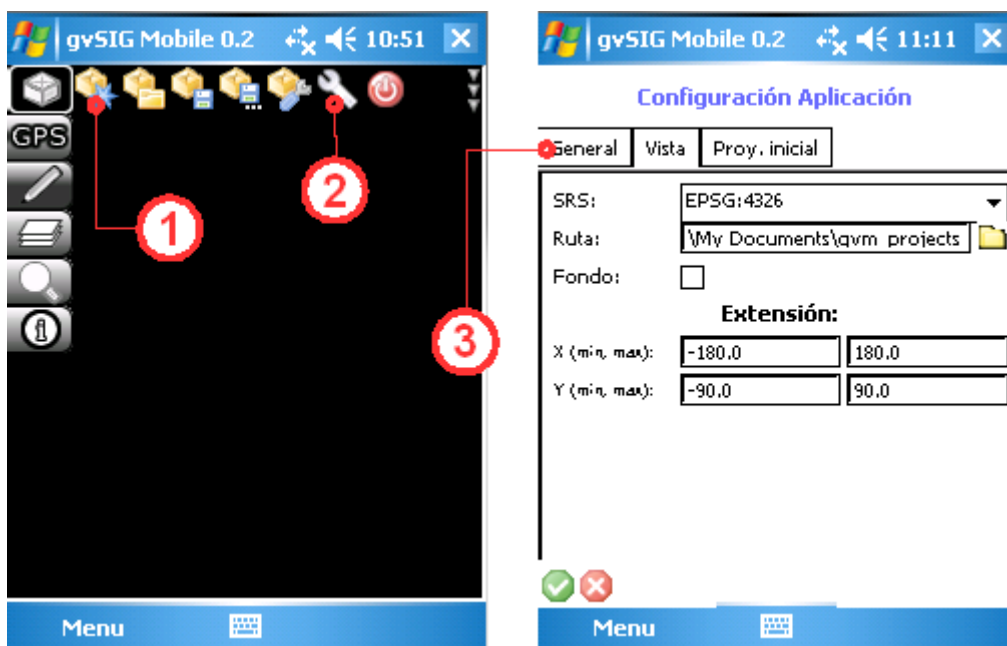 gvSIG Mobile 0.2 10:51
GPS
1
2
Menu
gvSIG Mobile 0.2 11:11
Configuración Aplicación
General Vista Proy. inicial
3
SRS: EPSG:4326
Ruta: \My Documents\gvm_projects
Fondo:
Extensión:
X (min, max): -180.0 180.0
Y (min, max): -90.0 90.0
Menu